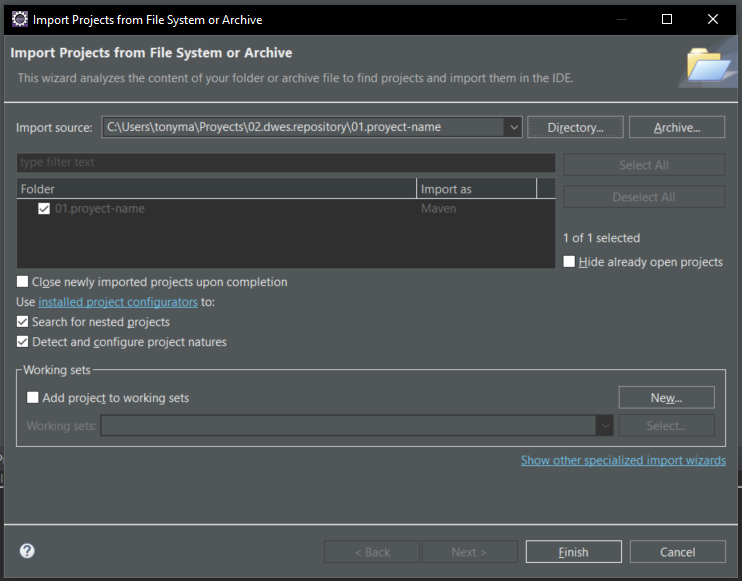 Import Projects from File System or Archive
Import Projects from File System or Archive
This wizard analyzes the content of your folder or archive file to find projects and import them in the IDE.
Import source: C:\Users\tonyma\Proyects\02.dwes.repository\01.proyect-name Directory... Archive...
type filter text Select All
Folder Import as
Deselect All
01.proyect-name Maven
1 of 1 selected
Hide already open projects
Close newly imported projects upon completion
Use installed project configurators to:
Search for nested projects
Detect and configure project natures
Working sets
Add project to working sets New...
Working sets: Select...
Show other specialized import wizards
? < Back Next > Finish Cancel